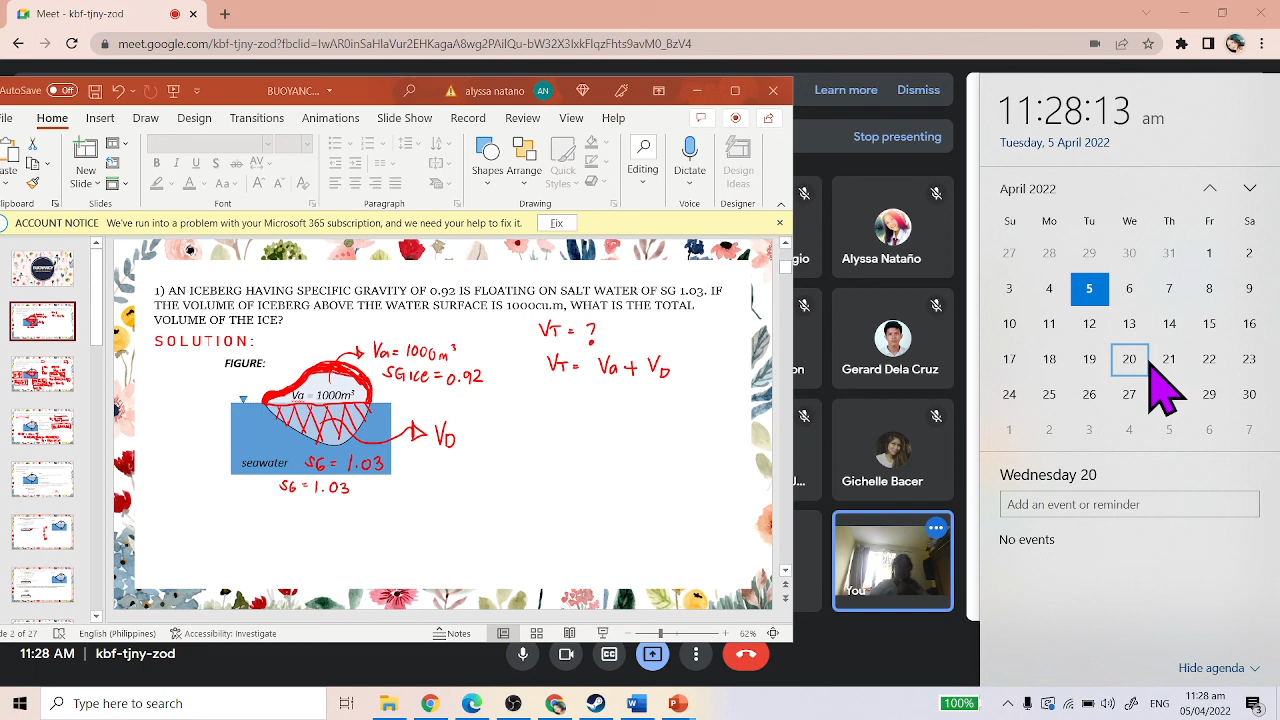 Meet - kbf-tjny-zod
meet.google.com/kbf-tjny-zod?fbclid=IwAR0inSaHlaVur2EHKagaA8wg2PAilQu-bW32X3IxkFlqzFhts9avM0_BzV4
AutoSave Off BUOYANC... alyssa natano AN
File Home Insert Draw Design Transitions Animations Slide Show Record Review View Help
Paste New Slides B I U S ab AV Aa A A A Shapes Arrange Quick Styles Editing Dictate Design Ideas
Clipboard Slides Font Paragraph Drawing Voice Designer
ACCOUNT NOTICE We've run into a problem with your Microsoft 365 subscription, and we need your help to fix it. Fix
BUOYANCY
1) AN ICEBERG HAVING SPECIFIC GRAVITY OF 0.92 IS FLOATING ON SALT WATER OF SG 1.03. IF
THE VOLUME OF ICEBERG ABOVE THE WATER SURFACE IS 1000cu.m, WHAT IS THE TOTAL
VOLUME OF THE ICE?
SOLUTION:
FIGURE:
Va = 1000m³
SG ice = 0.92
Va = 1000m³
VD
seawater SG = 1.03
SG = 1.03
VT = ?
VT = Va + VD
de 2 of 27 English (Philippines) Accessibility: Investigate Notes 62%
Learn more Dismiss
Stop presenting
Alyssa Nataño
Gerard Dela Cruz
Gichelle Bacer
You
11:28 AM kbf-tjny-zod
11:28:13 am
Tuesday, 5 April 2022
April 2022
Su Mo Tu We Th Fr Sa
27 28 29 30 31 1 2
3 4 5 6 7 8 9
10 11 12 13 14 15 16
17 18 19 20 21 22 23
24 25 26 27 28 29 30
1 2 3 4 5 6 7
Wednesday 20
Add an event or reminder
No events
Hide agenda
Type here to search
100% ENG 11:28 am
05/04/2022 3